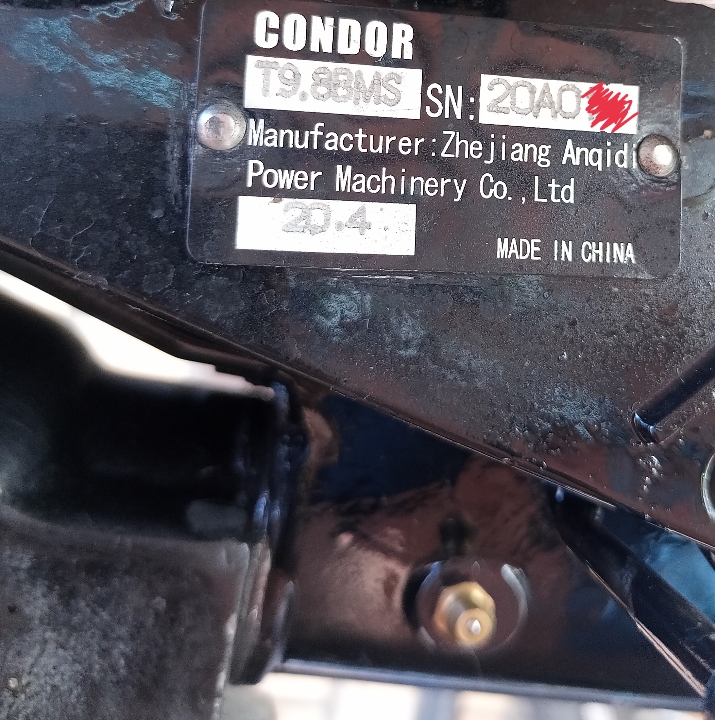 CONDOR
T9.8BMS SN: 20A0
Manufacturer:Zhejiang Anqidi
Power Machinery Co.,Ltd
20.4
MADE IN CHINA